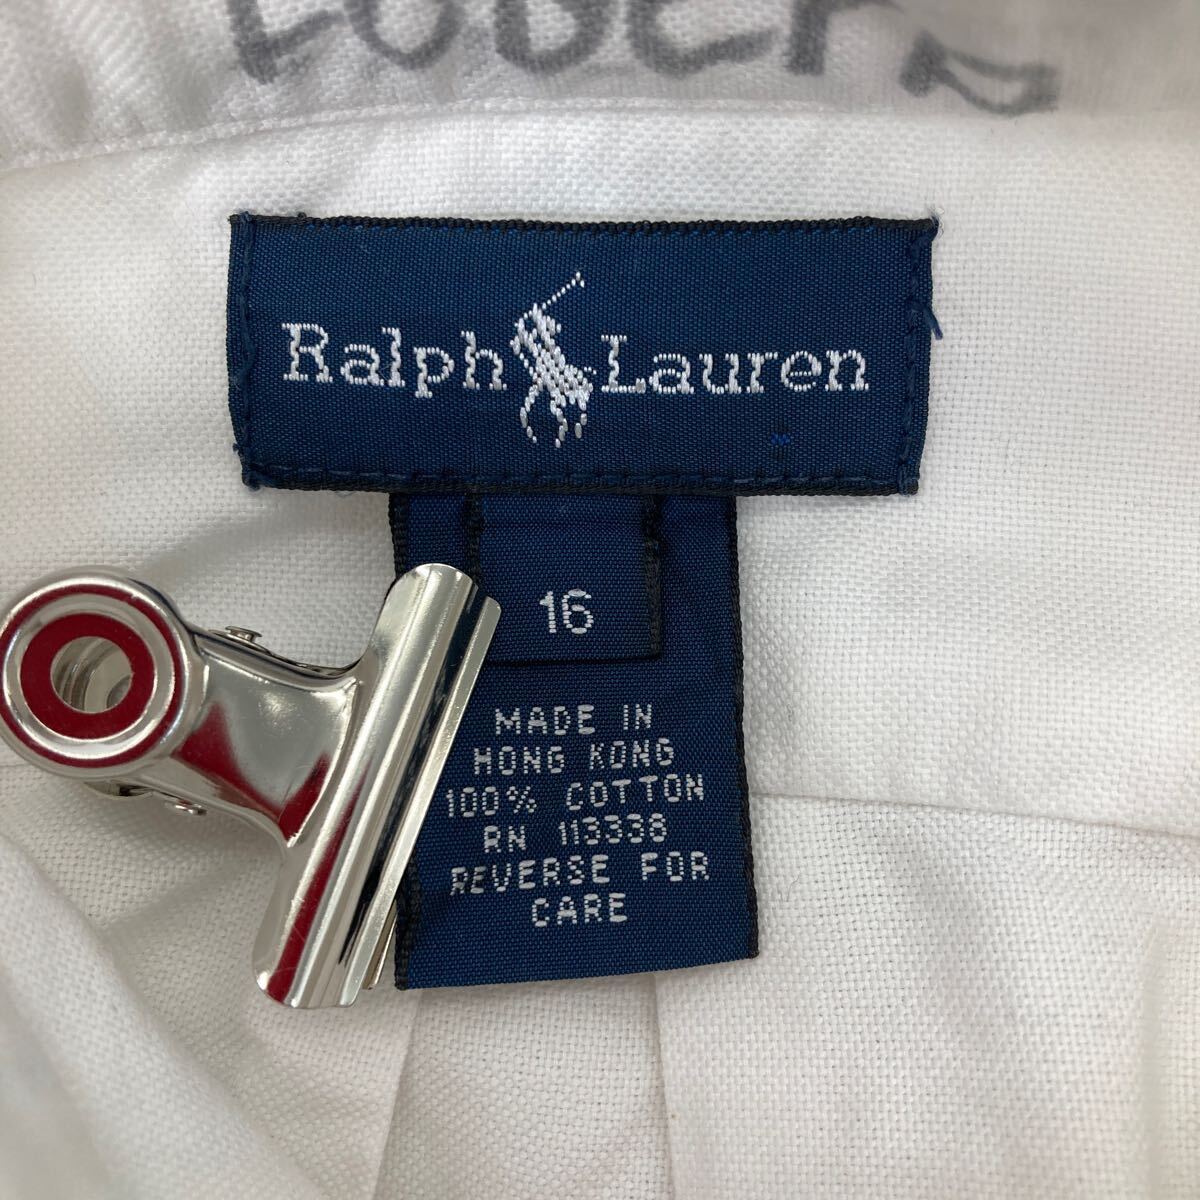 Ralph Lauren
16
MADE IN
HONG KONG
100% COTTON
RN 113338
REVERSE FOR
CARE